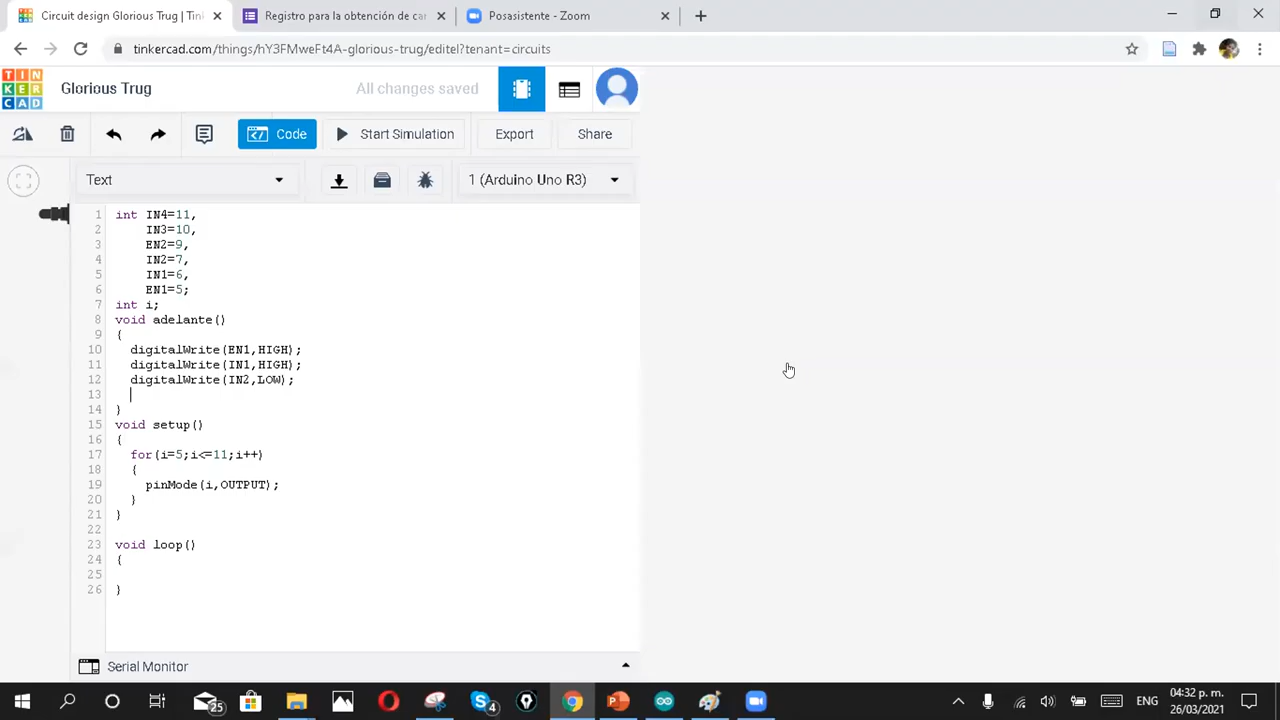 Circuit design Glorious Trug | Tin
Registro para la obtención de car
Posasistente - Zoom
tinkercad.com/things/hY3FMweFt4A-glorious-trug/editel?tenant=circuits
TIN
KER
CAD
Glorious Trug
All changes saved
Code
Start Simulation
Export
Share
Text
1 (Arduino Uno R3)
1 int IN4=11,
2 IN3=10,
3 EN2=9,
4 IN2=7,
5 IN1=6,
6 EN1=5;
7 int i;
8 void adelante()
9 {
10 digitalWrite(EN1,HIGH);
11 digitalWrite(IN1,HIGH);
12 digitalWrite(IN2,LOW);
13
14 }
15 void setup()
16 {
17 for(i=5;i<=11;i++)
18 {
19 pinMode(i,OUTPUT);
20 }
21 }
22
23 void loop()
24 {
25
26 }
Serial Monitor
25
4
ENG
04:32 p. m.
26/03/2021